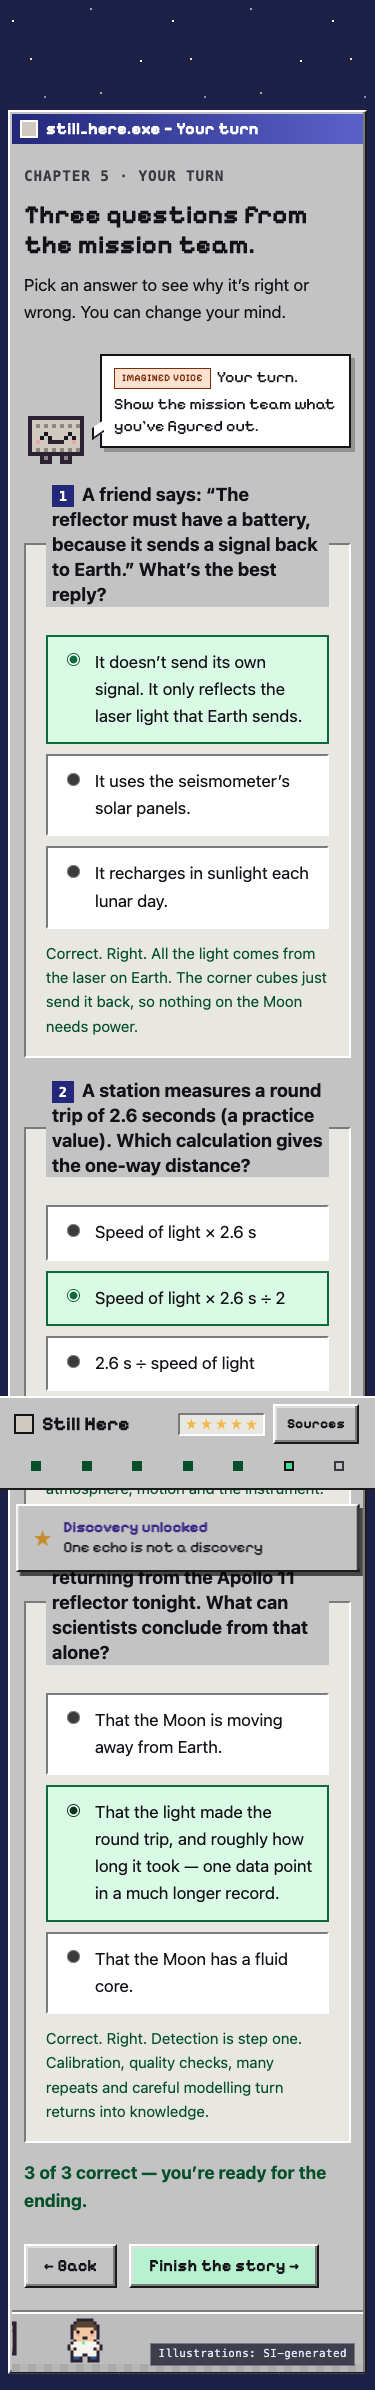 still_here.exe – Your turn
CHAPTER 5 · YOUR TURN
Three questions from
the mission team.
Pick an answer to see why it’s right or
wrong. You can change your mind.
IMAGINED VOICE Your turn.
Show the mission team what
you’ve figured out.
1 A friend says: “The
reflector must have a battery,
because it sends a signal back
to Earth.” What’s the best
reply?
It doesn’t send its own
signal. It only reflects the
laser light that Earth sends.
It uses the seismometer’s
solar panels.
It recharges in sunlight each
lunar day.
Correct. Right. All the light comes from
the laser on Earth. The corner cubes just
send it back, so nothing on the Moon
needs power.
2 A station measures a round
trip of 2.6 seconds (a practice
value). Which calculation gives
the one-way distance?
Speed of light × 2.6 s
Speed of light × 2.6 s ÷ 2
2.6 s ÷ speed of light
Still Here
★★★★★
Sources
atmosphere, motion and the instrument.
Discovery unlocked
One echo is not a discovery
returning from the Apollo 11
reflector tonight. What can
scientists conclude from that
alone?
That the Moon is moving
away from Earth.
That the light made the
round trip, and roughly how
long it took — one data point
in a much longer record.
That the Moon has a fluid
core.
Correct. Right. Detection is step one.
Calibration, quality checks, many
repeats and careful modelling turn
returns into knowledge.
3 of 3 correct — you’re ready for the
ending.
← Back
Finish the story →
Illustrations: SI-generated